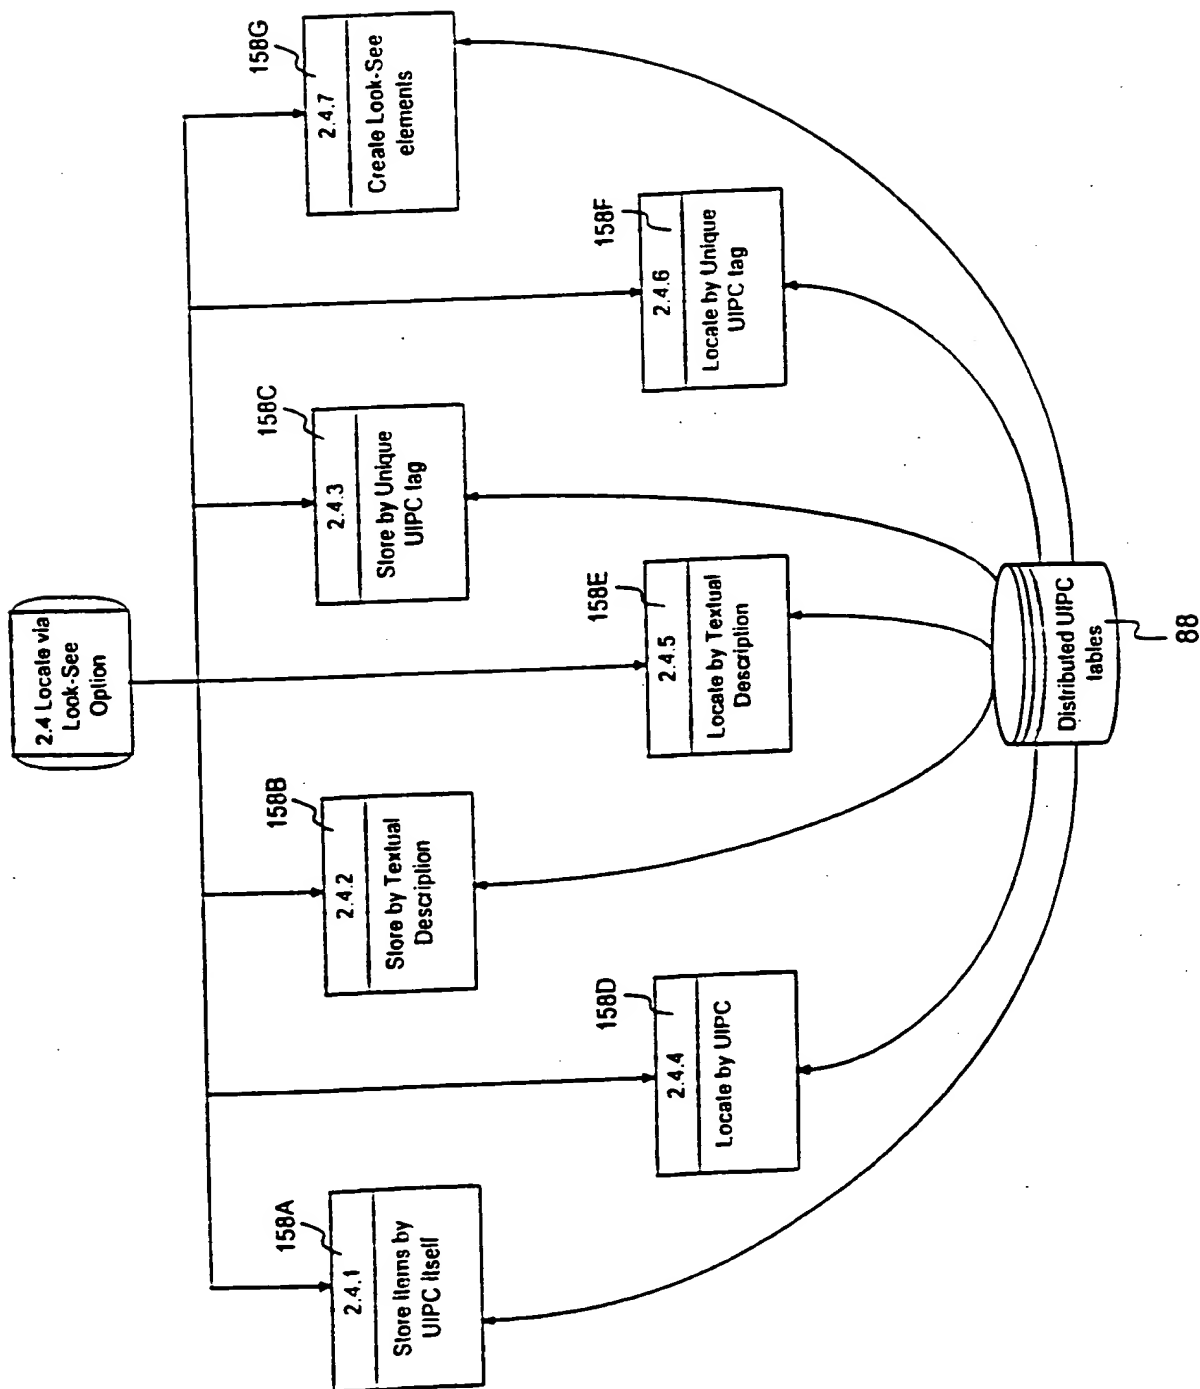 2.4 Locate via
Look-See
Option
158A
2.4.1
Store items by
UIPC itself
158B
2.4.2
Store by Textual
Description
158C
2.4.3
Store by Unique
UIPC tag
158G
2.4.7
Create Look-See
elements
158D
2.4.4
Locate by UIPC
158E
2.4.5
Locate by Textual
Description
158F
2.4.6
Locate by Unique
UIPC tag
Distributed UIPC
tables
88